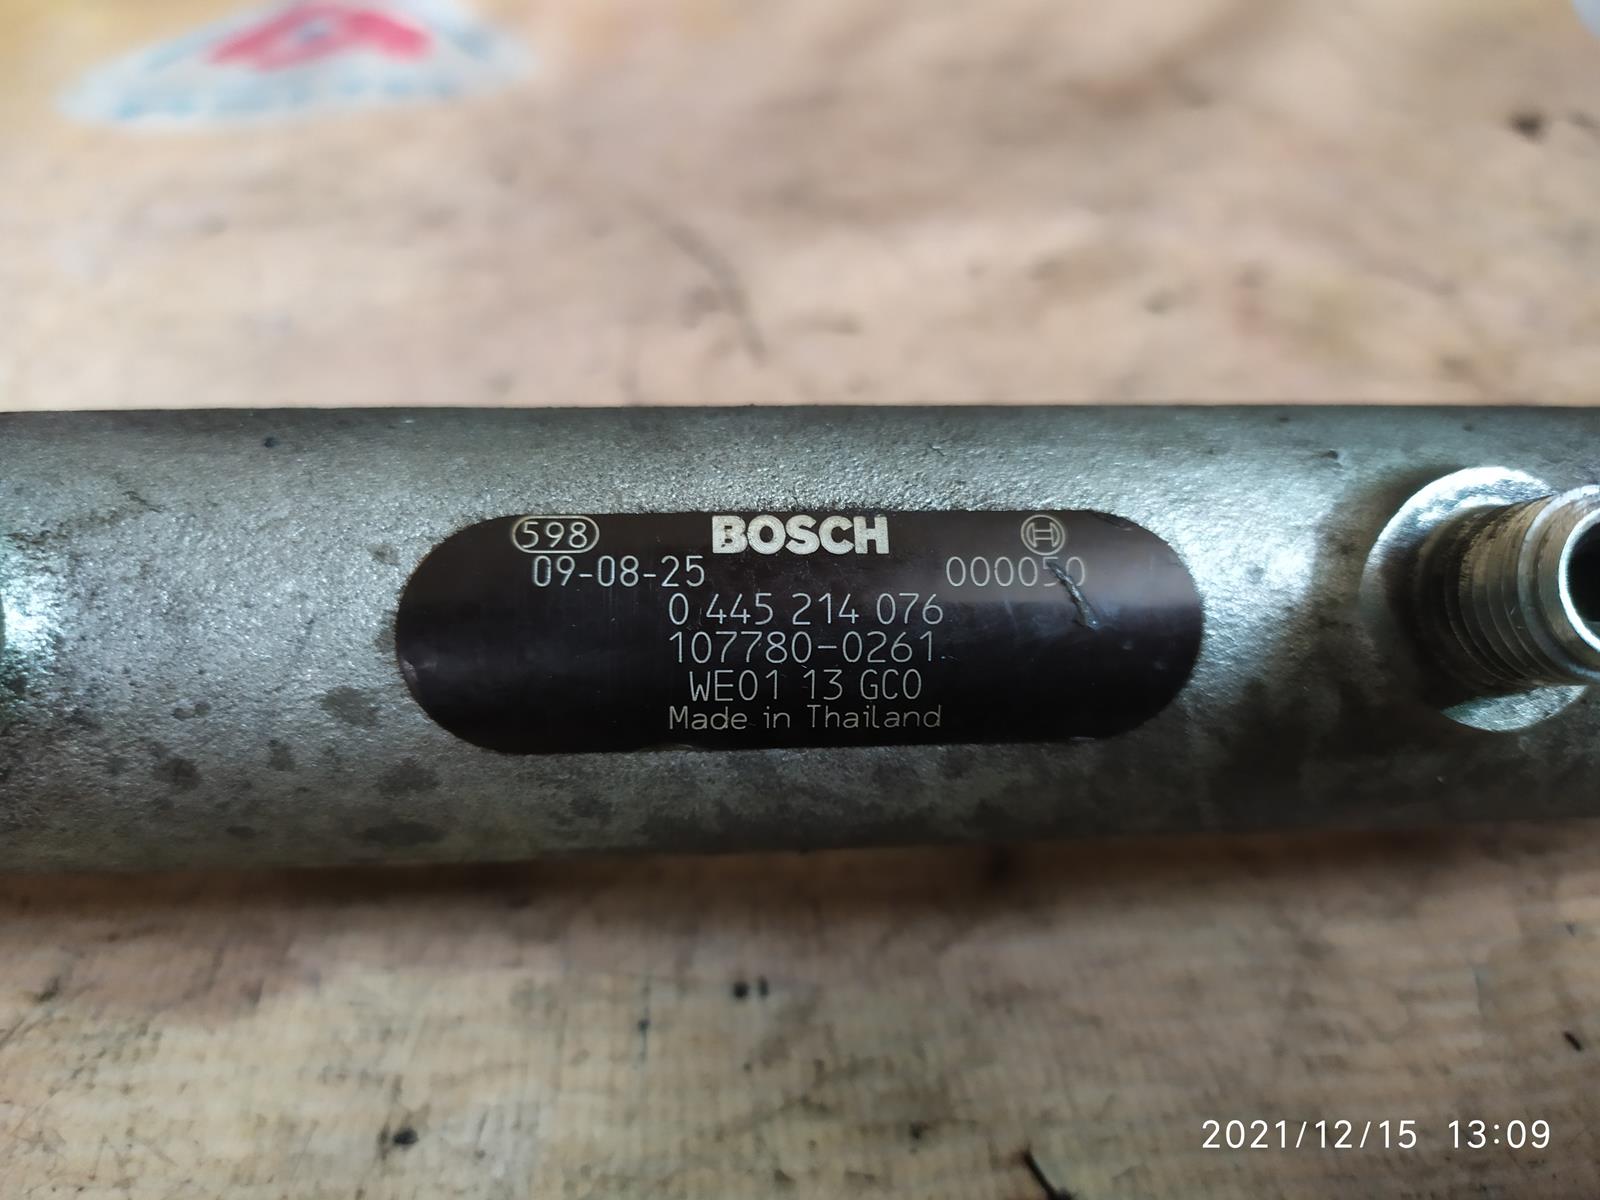 598 BOSCH H
09-08-25 000050
0 445 214 076
107780-0261
WE01 13 GC0
Made in Thailand
2021/12/15 13:09